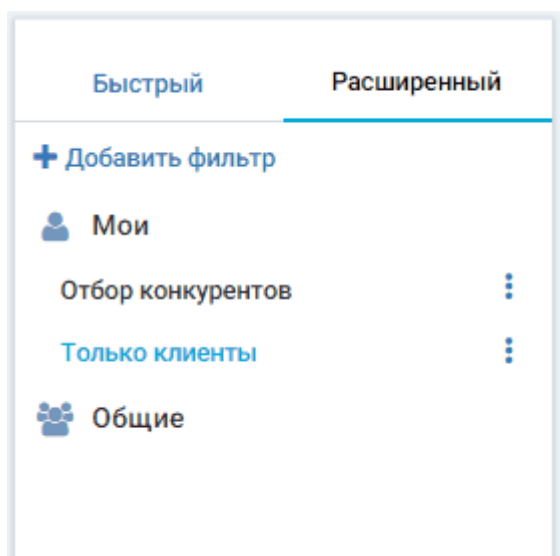 Быстрый Расширенный
Добавить фильтр
Мои
Отбор конкурентов
Только клиенты
Общие